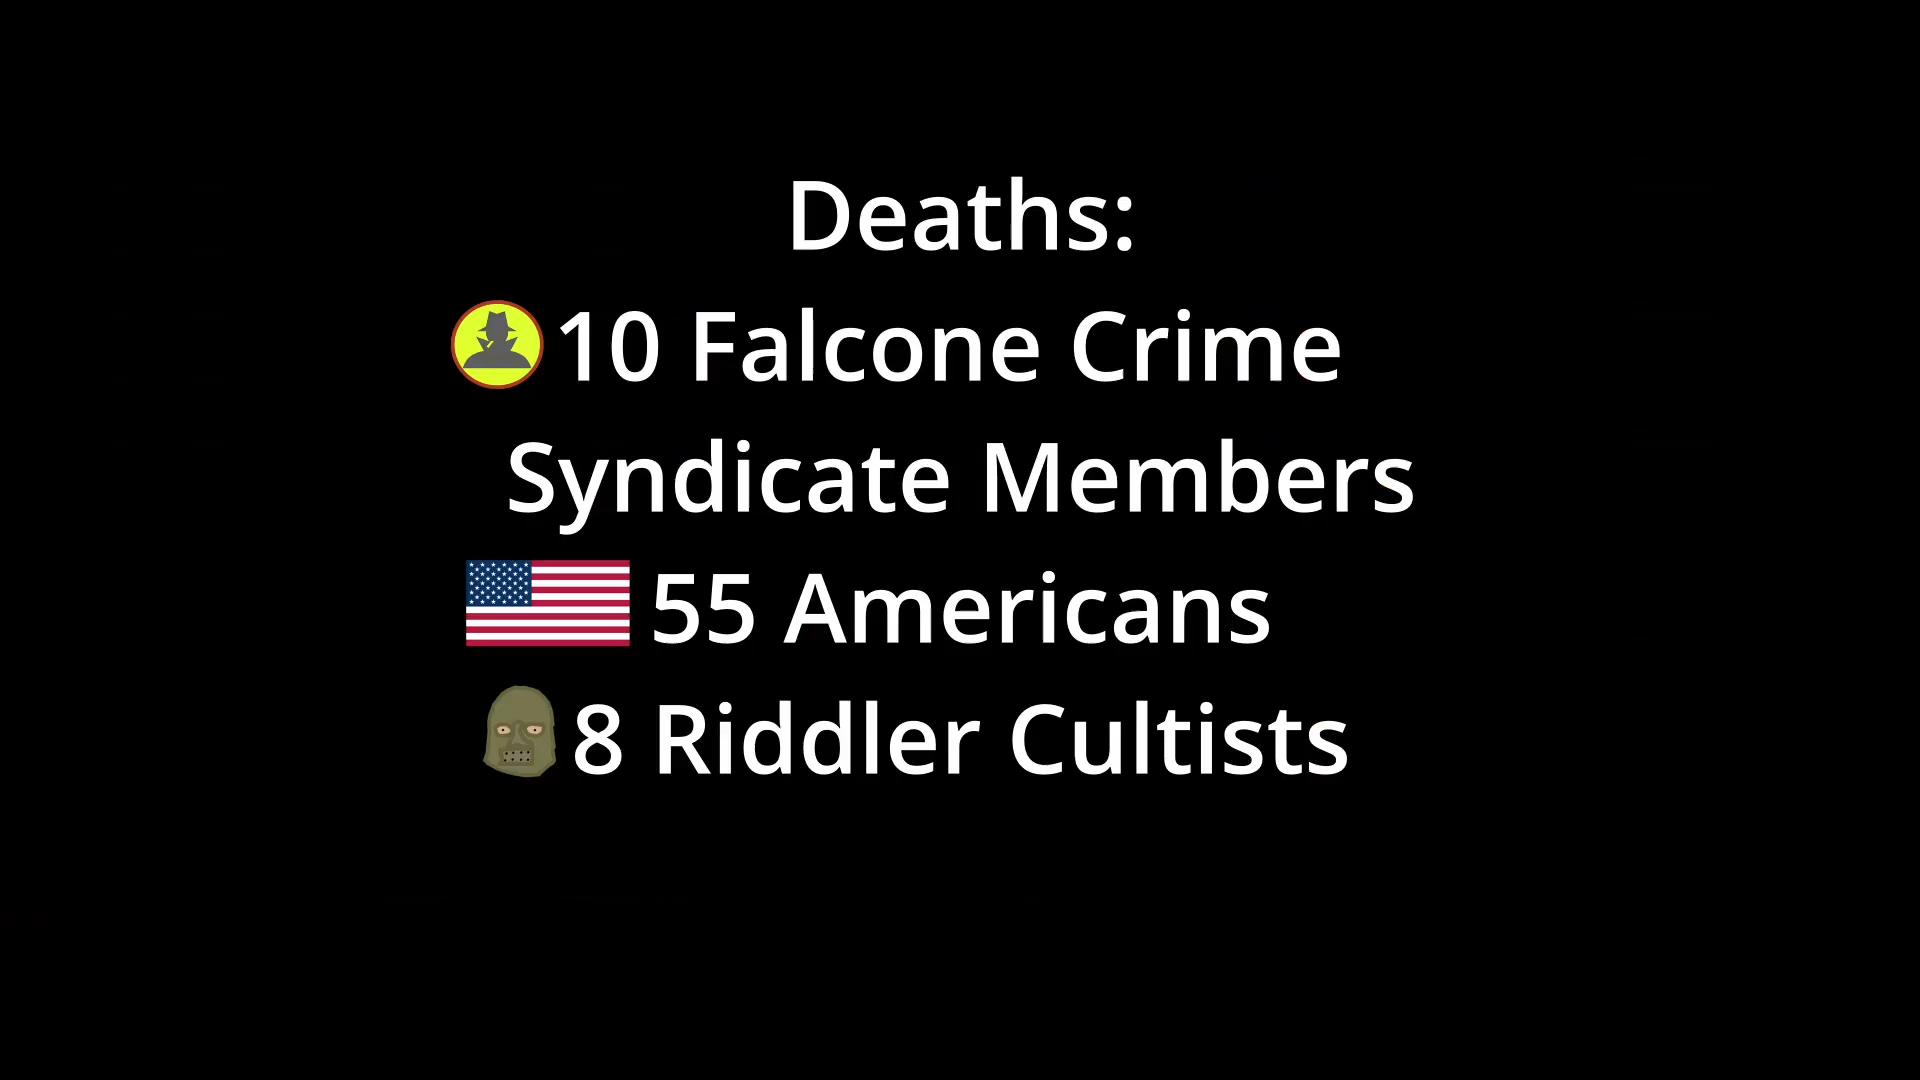 Deaths:
10 Falcone Crime
Syndicate Members
55 Americans
8 Riddler Cultists